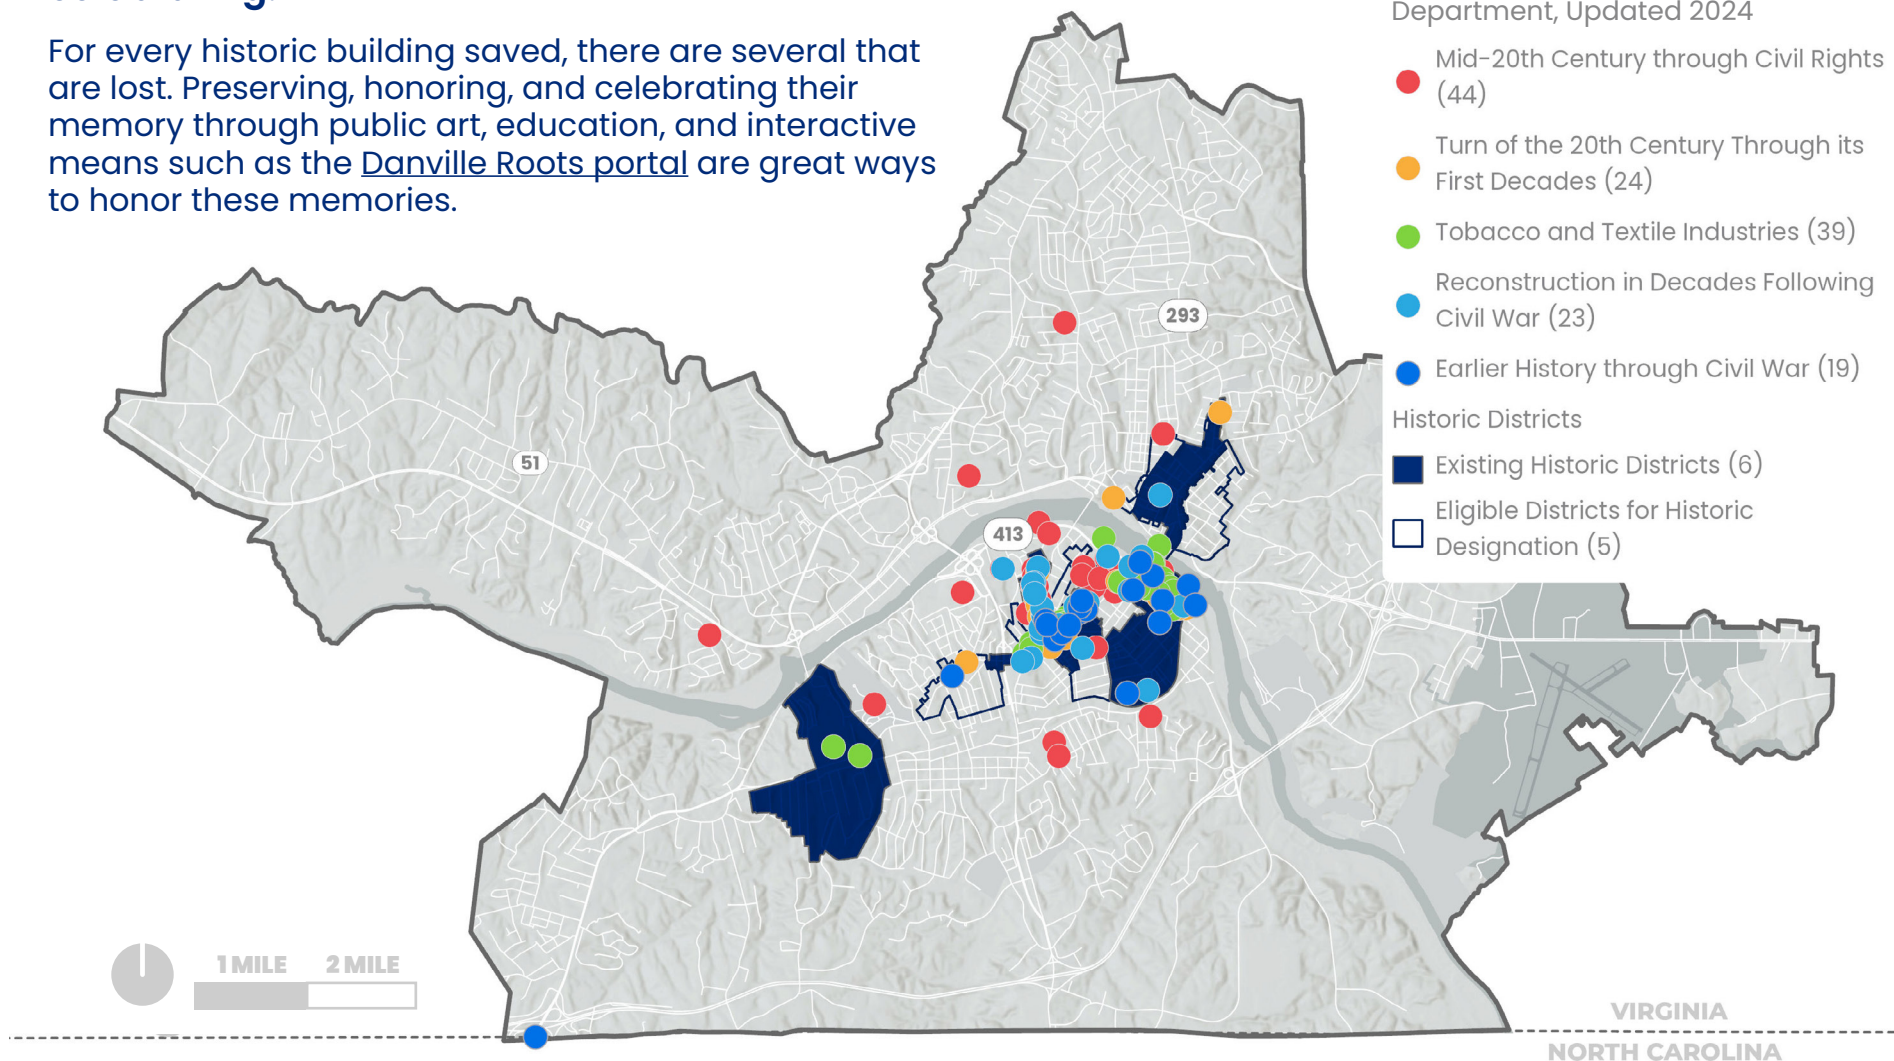 For every historic building saved, there are several that
are lost. Preserving, honoring, and celebrating their
memory through public art, education, and interactive
means such as the Danville Roots portal are great ways
to honor these memories.
Department, Updated 2024
Mid-20th Century through Civil Rights
(44)
Turn of the 20th Century Through its
First Decades (24)
Tobacco and Textile Industries (39)
Reconstruction in Decades Following
Civil War (23)
Earlier History through Civil War (19)
Historic Districts
Existing Historic Districts (6)
Eligible Districts for Historic
Designation (5)
293
51
413
1 MILE 2 MILE
VIRGINIA
NORTH CAROLINA